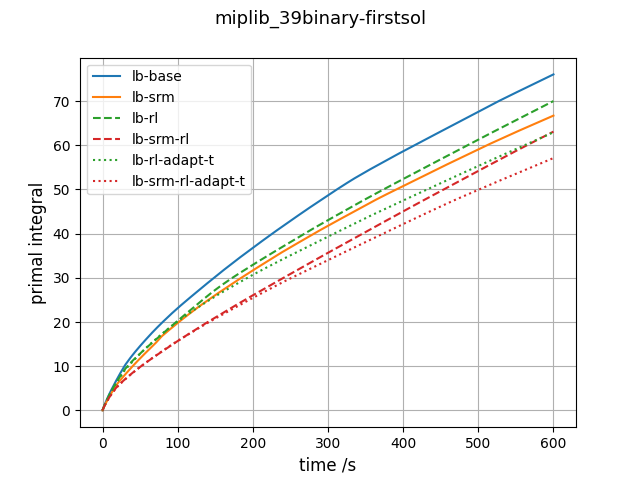 miplib_39binary-firstsol
lb-base
lb-srm
lb-rl
lb-srm-rl
lb-rl-adapt-t
lb-srm-rl-adapt-t
primal integral
70
60
50
40
30
20
10
0
0 100 200 300 400 500 600
time /s